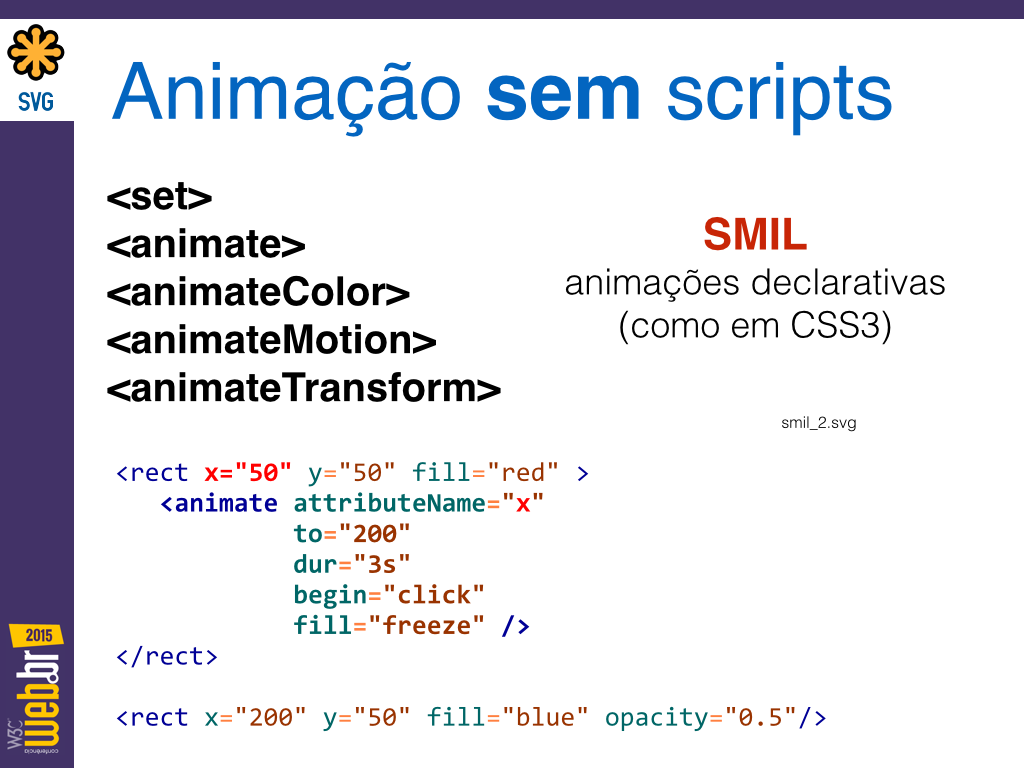 SVG
Animação sem scripts
<set>
<animate>
<animateColor>
<animateMotion>
<animateTransform>
SMIL
animações declarativas
(como em CSS3)
smil_2.svg
<rect x="50" y="50" fill="red" >
<animate attributeName="x"
to="200"
dur="3s"
begin="click"
fill="freeze" />
</rect>
<rect x="200" y="50" fill="blue" opacity="0.5"/>
2015
W3C
conferência
web.br